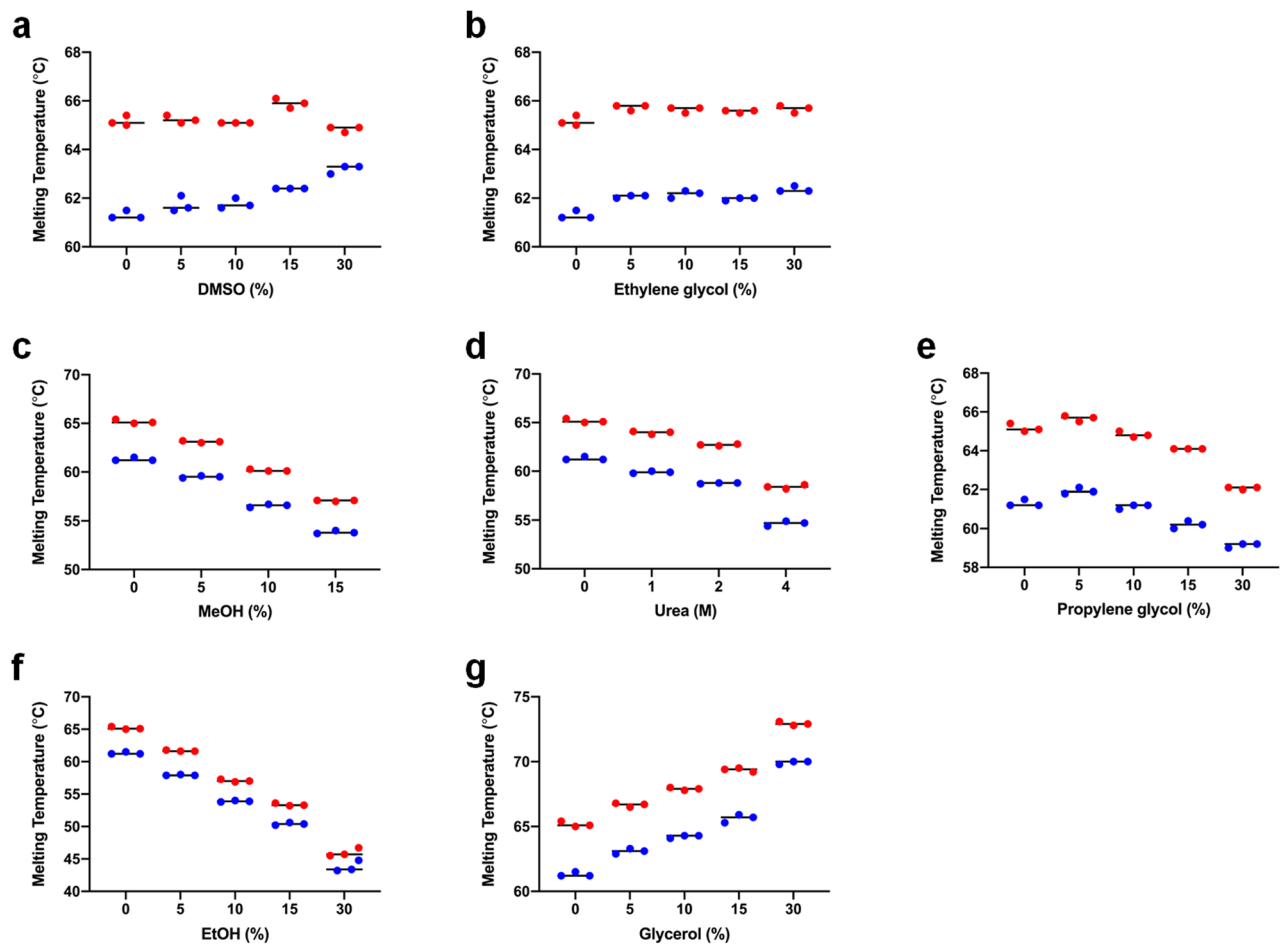 a
Melting Temperature (°C)
68
66
64
62
60
0 5 10 15 30
DMSO (%)
b
Melting Temperature (°C)
68
66
64
62
60
0 5 10 15 30
Ethylene glycol (%)
c
Melting Temperature (°C)
70
65
60
55
50
0 5 10 15
MeOH (%)
d
Melting Temperature (°C)
70
65
60
55
50
0 1 2 4
Urea (M)
e
Melting Temperature (°C)
68
66
64
62
60
58
0 5 10 15 30
Propylene glycol (%)
f
Melting Temperature (°C)
70
65
60
55
50
45
40
0 5 10 15 30
EtOH (%)
g
Melting Temperature (°C)
75
70
65
60
0 5 10 15 30
Glycerol (%)